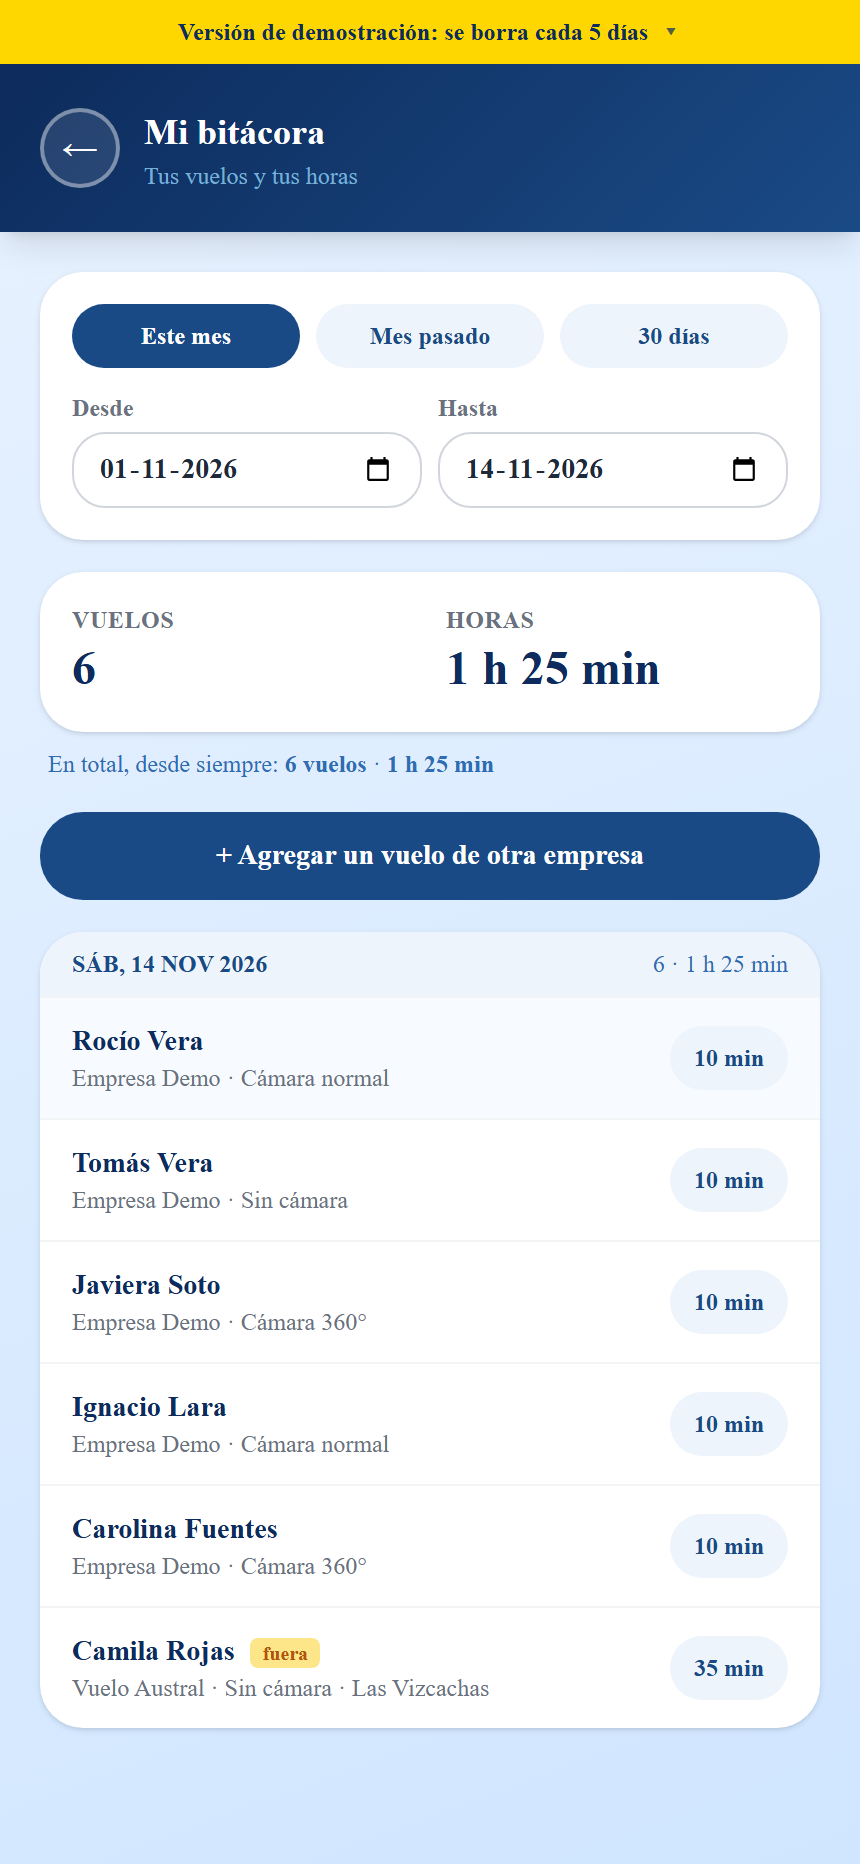 Versión de demostración: se borra cada 5 días ▼
←
Mi bitácora
Tus vuelos y tus horas
Este mes Mes pasado 30 días
Desde Hasta
01-11-2026 14-11-2026
VUELOS HORAS
6 1 h 25 min
En total, desde siempre: 6 vuelos · 1 h 25 min
+ Agregar un vuelo de otra empresa
SÁB, 14 NOV 2026 6 · 1 h 25 min
Rocío Vera
Empresa Demo · Cámara normal
10 min
Tomás Vera
Empresa Demo · Sin cámara
10 min
Javiera Soto
Empresa Demo · Cámara 360°
10 min
Ignacio Lara
Empresa Demo · Cámara normal
10 min
Carolina Fuentes
Empresa Demo · Cámara 360°
10 min
Camila Rojas fuera
Vuelo Austral · Sin cámara · Las Vizcachas
35 min